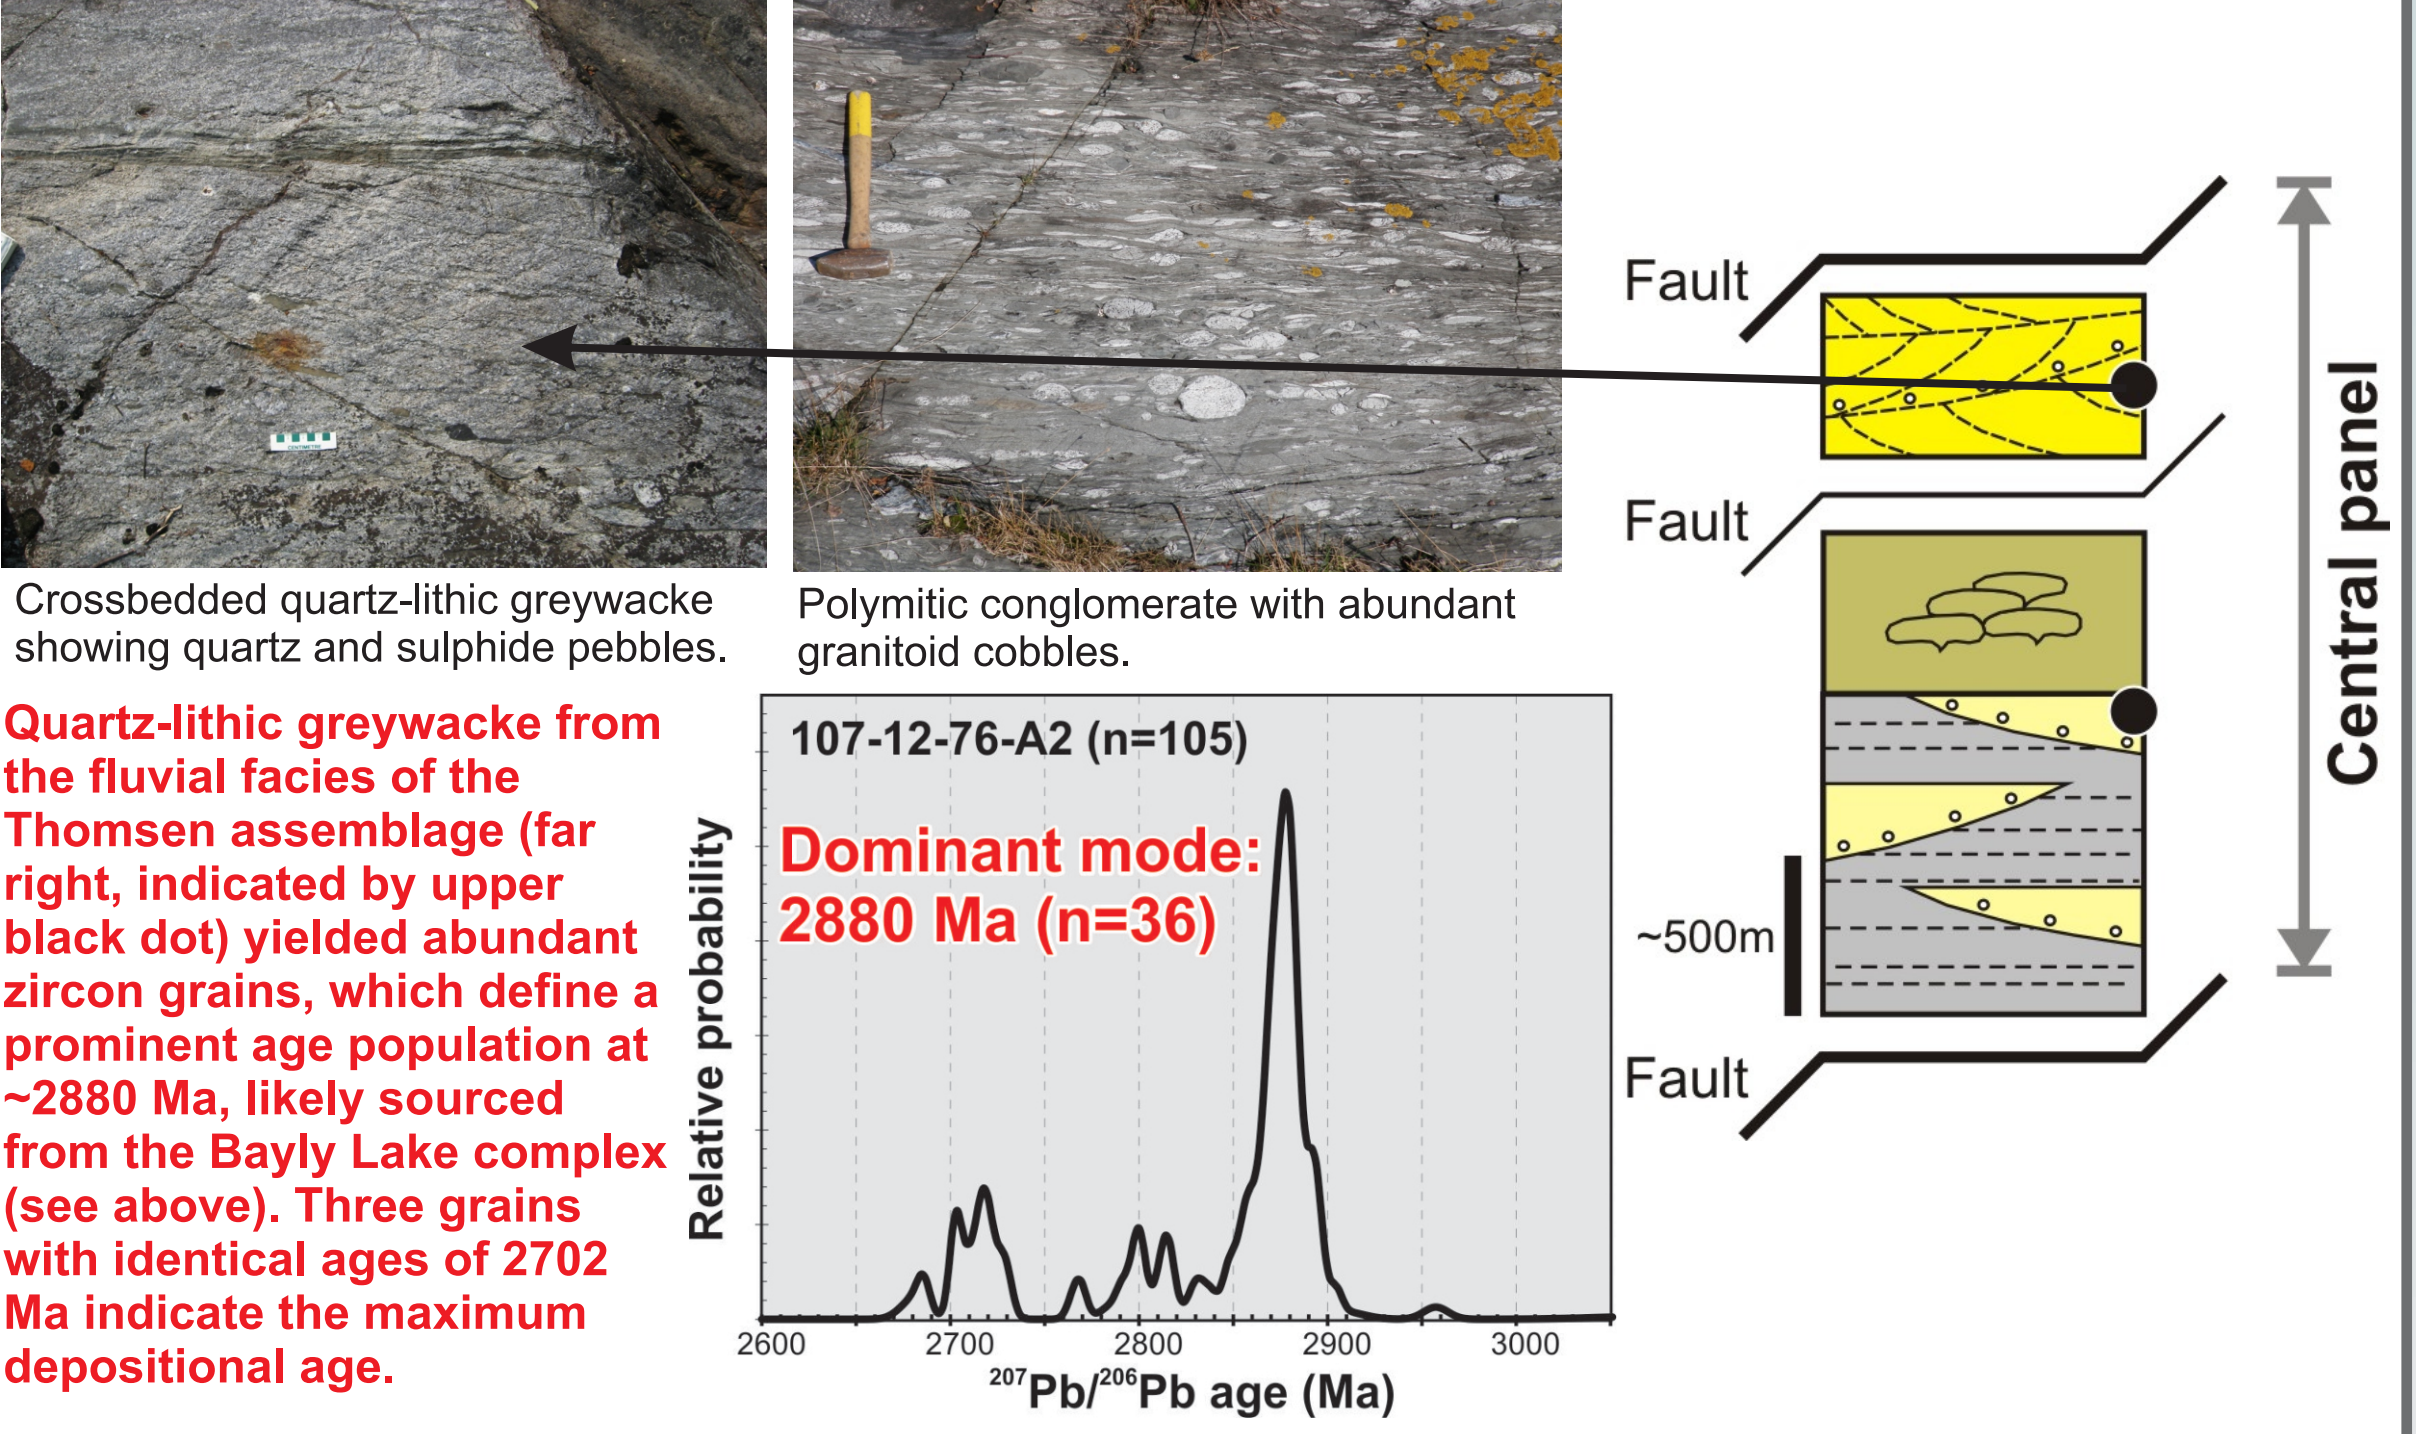 CENTIMETRE
Crossbedded quartz-lithic greywacke
showing quartz and sulphide pebbles.
Polymitic conglomerate with abundant
granitoid cobbles.
Quartz-lithic greywacke from
the fluvial facies of the
Thomsen assemblage (far
right, indicated by upper
black dot) yielded abundant
zircon grains, which define a
prominent age population at
~2880 Ma, likely sourced
from the Bayly Lake complex
(see above). Three grains
with identical ages of 2702
Ma indicate the maximum
depositional age.
107-12-76-A2 (n=105)
Dominant mode:
2880 Ma (n=36)
Relative probability
2600 2700 2800 2900 3000
²⁰⁷Pb/²⁰⁶Pb age (Ma)
Fault
Fault
~500m
Fault
Central panel